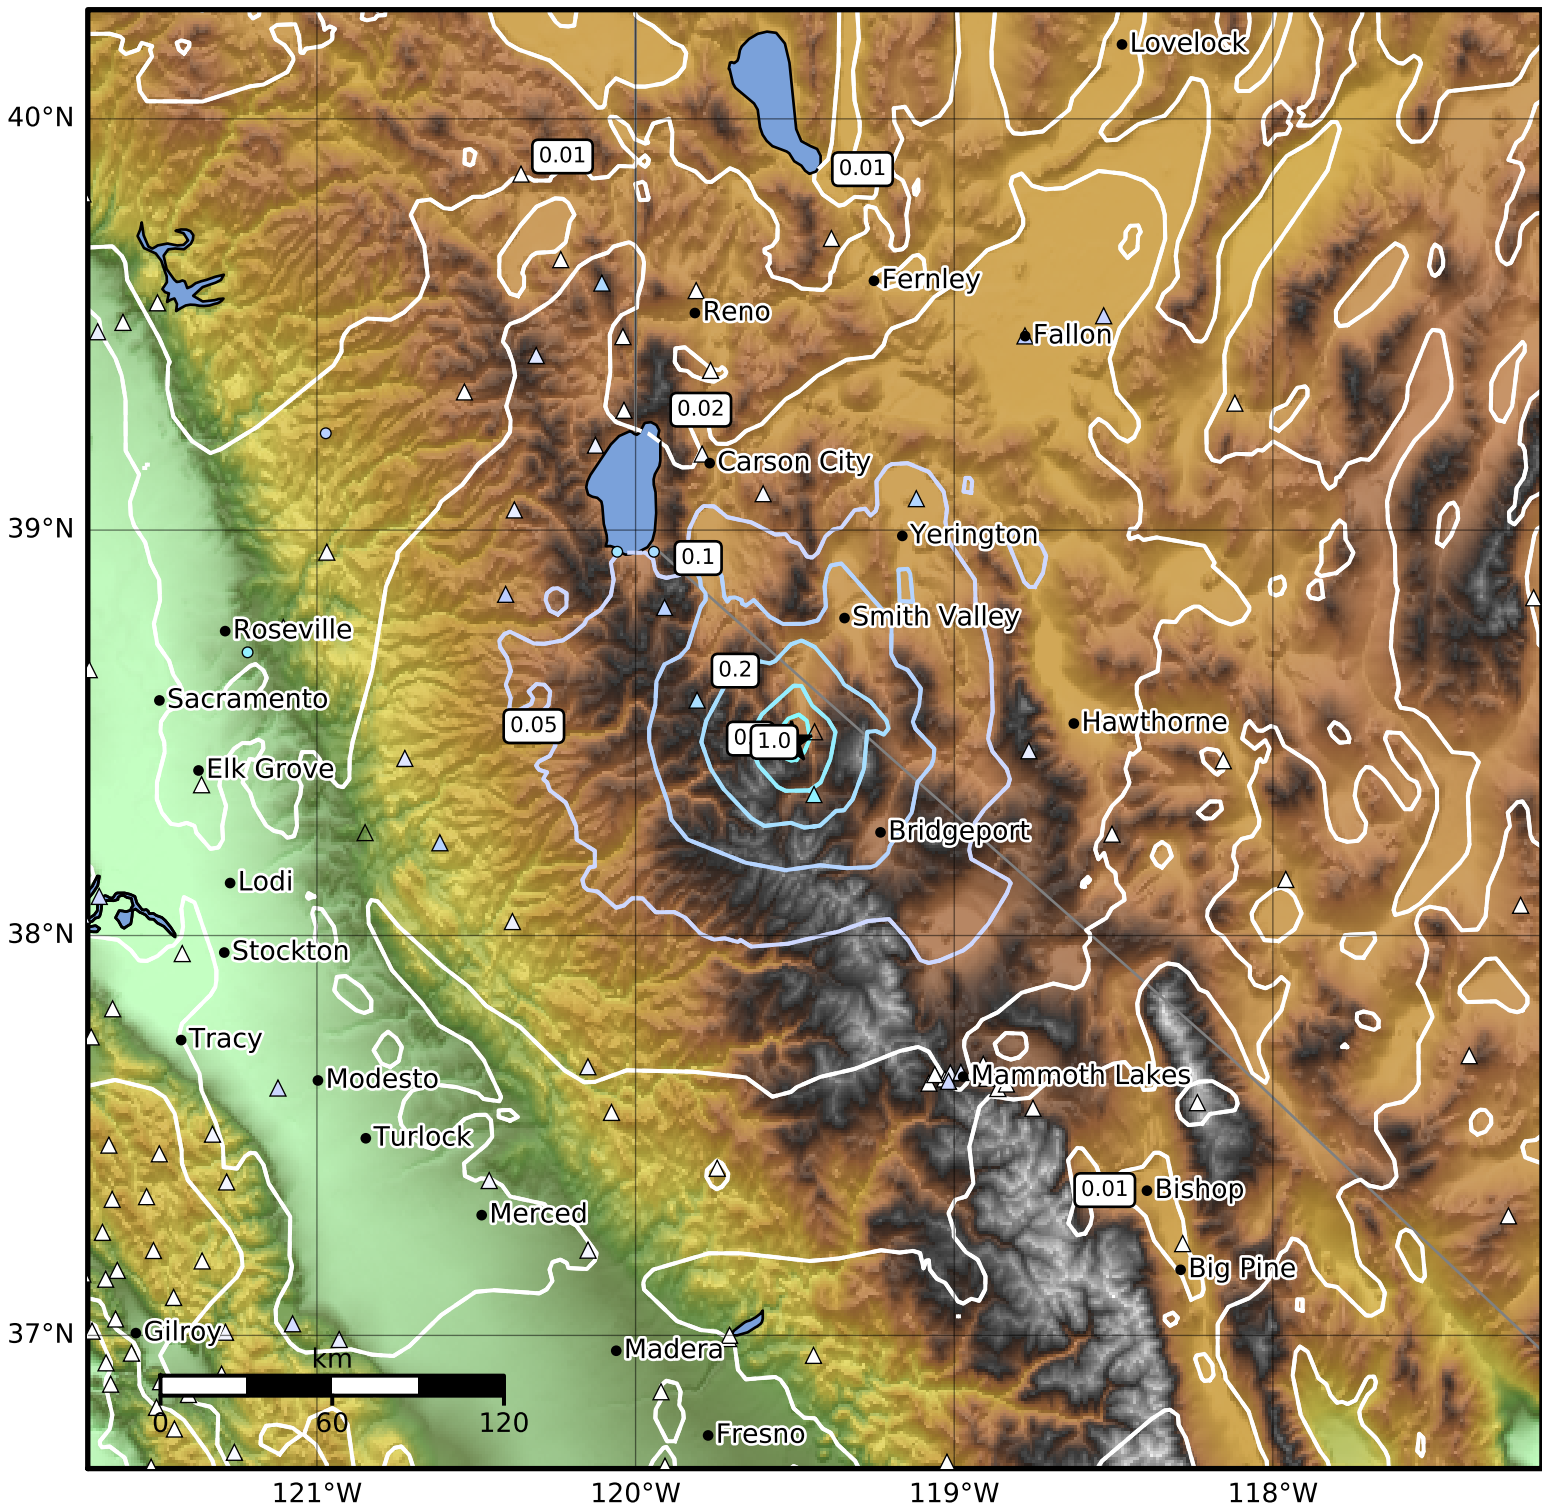 Lovelock
40°N
0.01
0.01
Fernley
Reno
Fallon
0.02
Carson City
39°N
Yerington
0.1
Smith Valley
Roseville
0.2
Sacramento
0.05
Hawthorne
0
1.0
Elk Grove
Bridgeport
Lodi
38°N
Stockton
Tracy
Mammoth Lakes
Modesto
Turlock
0.01
Bishop
Merced
Big Pine
37°N
Gilroy
Madera
km
0
60
120
Fresno
121°W
120°W
119°W
118°W